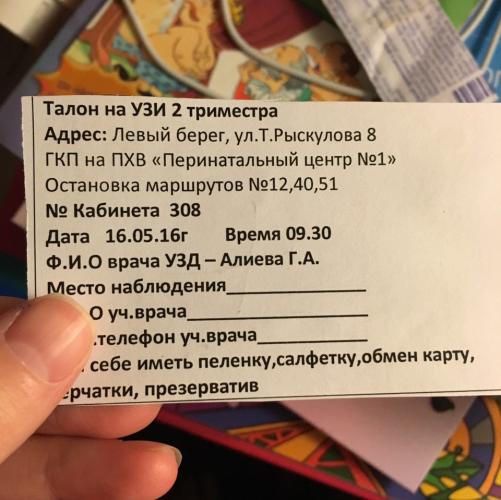 Талон на УЗИ 2 триместра
Адрес: Левый берег, ул.Т.Рыскулова 8
ГКП на ПХВ «Перинатальный центр №1»
Остановка маршрутов №12,40,51
№ Кабинета 308
Дата 16.05.16г Время 09.30
Ф.И.О врача УЗД – Алиева Г.А.
Место наблюдения
О уч.врача
.телефон уч.врача
себе иметь пеленку,салфетку,обмен карту,
рчатки, презерватив